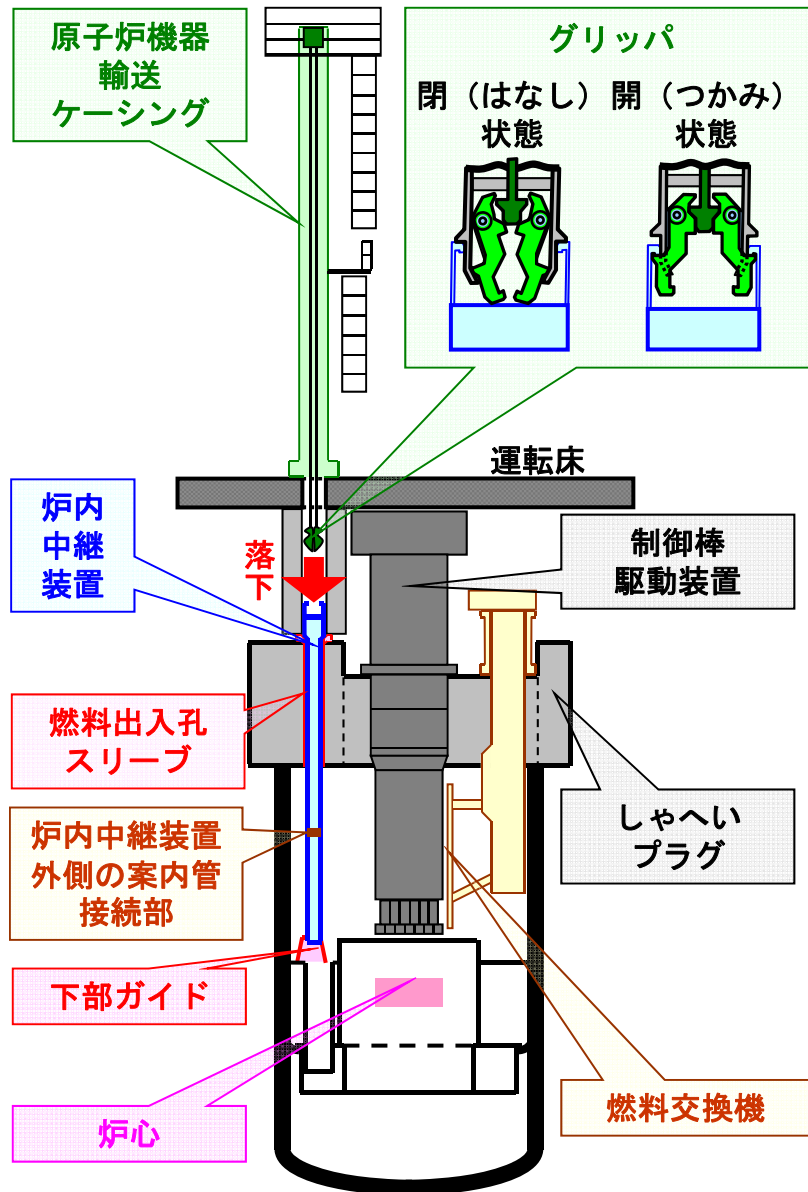 原子炉機器
輸送
ケーシング
グリッパ
閉（はなし）
状態
開（つかみ）
状態
運転床
炉内
中継
装置
落
下
制御棒
駆動装置
燃料出入孔
スリーブ
しゃへい
プラグ
炉内中継装置
外側の案内管
接続部
下部ガイド
炉心
燃料交換機